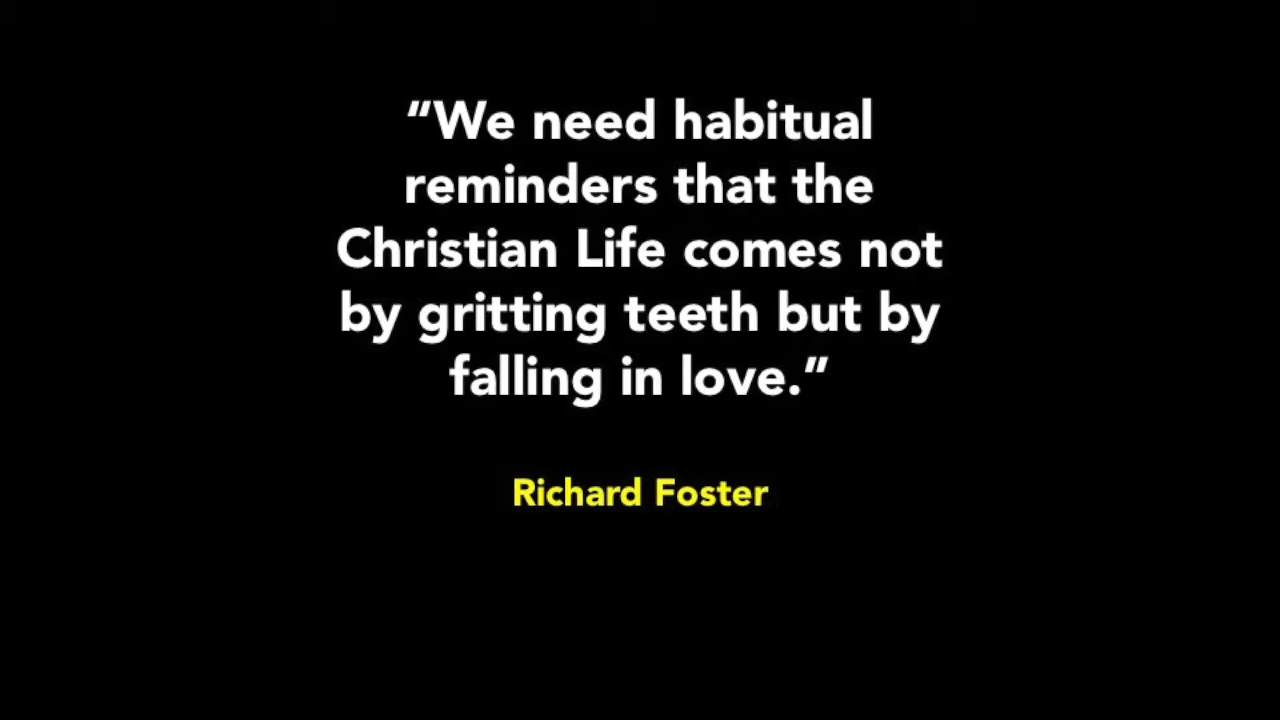 “We need habitual
reminders that the
Christian Life comes not
by gritting teeth but by
falling in love.”
Richard Foster